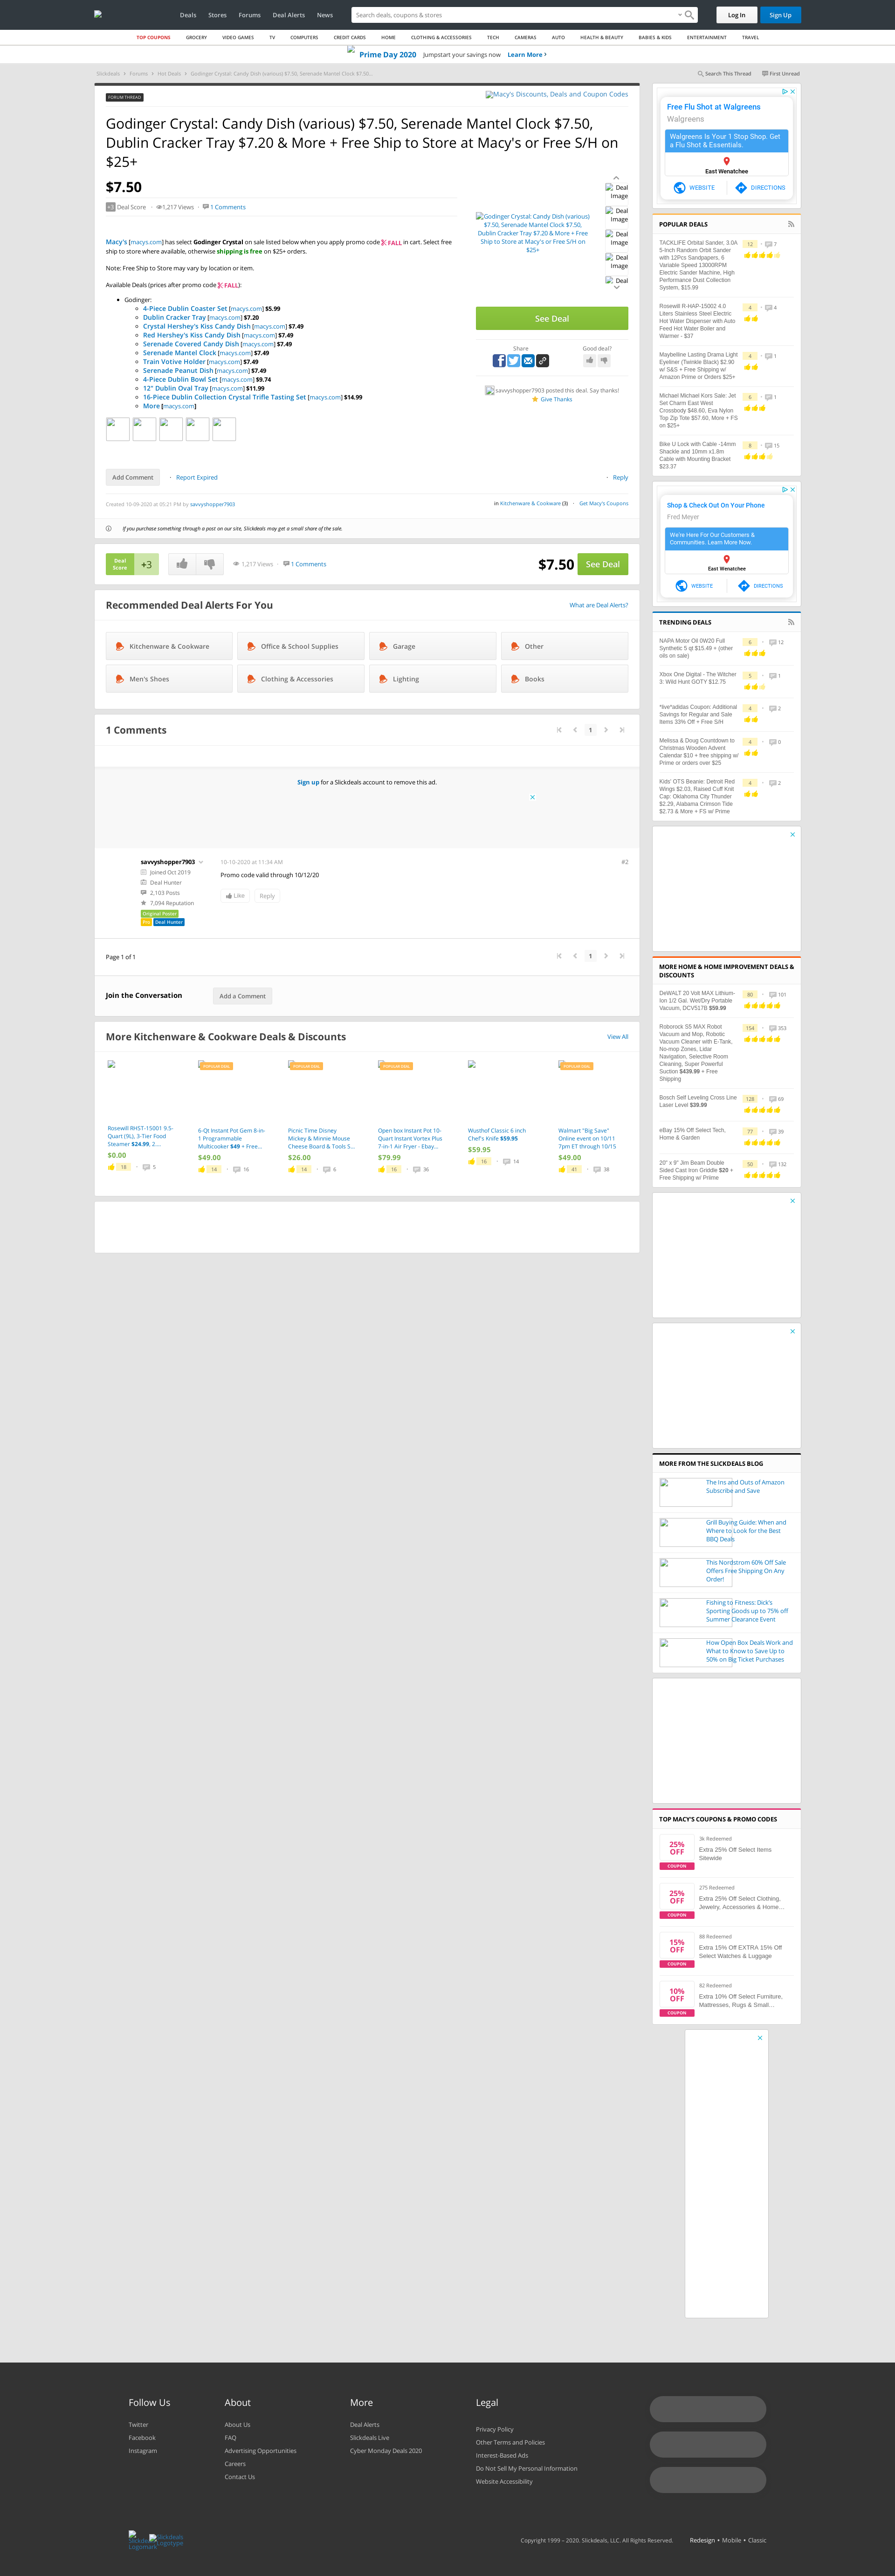 Deals Stores Forums Deal Alerts News
Search deals, coupons & stores
Log In
Sign Up
TOP COUPONS GROCERY VIDEO GAMES TV COMPUTERS CREDIT CARDS HOME CLOTHING & ACCESSORIES TECH CAMERAS AUTO HEALTH & BEAUTY BABIES & KIDS ENTERTAINMENT TRAVEL
Prime Day 2020 Jumpstart your savings now Learn More
Slickdeals Forums Hot Deals Godinger Crystal: Candy Dish (various) $7.50, Serenade Mantel Clock $7.50...
Search This Thread First Unread
FORUM THREAD
Macy's Discounts, Deals and Coupon Codes
Godinger Crystal: Candy Dish (various) $7.50, Serenade Mantel Clock $7.50,
Dublin Cracker Tray $7.20 & More + Free Ship to Store at Macy's or Free S/H on
$25+
$7.50
+3 Deal Score 1,217 Views 1 Comments
Macy's [macys.com] has select Godinger Crystal on sale listed below when you apply promo code FALL in cart. Select free
ship to store where available, otherwise shipping is free on $25+ orders.
Note: Free Ship to Store may vary by location or item.
Available Deals (prices after promo code FALL):
Godinger:
4-Piece Dublin Coaster Set [macys.com] $5.99
Dublin Cracker Tray [macys.com] $7.20
Crystal Hershey's Kiss Candy Dish [macys.com] $7.49
Red Hershey's Kiss Candy Dish [macys.com] $7.49
Serenade Covered Candy Dish [macys.com] $7.49
Serenade Mantel Clock [macys.com] $7.49
Train Votive Holder [macys.com] $7.49
Serenade Peanut Dish [macys.com] $7.49
4-Piece Dublin Bowl Set [macys.com] $9.74
12" Dublin Oval Tray [macys.com] $11.99
16-Piece Dublin Collection Crystal Trifle Tasting Set [macys.com] $14.99
More [macys.com]
Godinger Crystal: Candy Dish (various)
$7.50, Serenade Mantel Clock $7.50,
Dublin Cracker Tray $7.20 & More + Free
Ship to Store at Macy's or Free S/H on
$25+
Deal
Image
Deal
Image
Deal
Image
Deal
Image
Deal
See Deal
Share
Good deal?
savvyshopper7903 posted this deal. Say thanks!
Give Thanks
Add Comment
Report Expired
Reply
Created 10-09-2020 at 05:21 PM by savvyshopper7903
in Kitchenware & Cookware (3) Get Macy's Coupons
If you purchase something through a post on our site, Slickdeals may get a small share of the sale.
Deal
Score
+3
1,217 Views 1 Comments
$7.50
See Deal
Recommended Deal Alerts For You
What are Deal Alerts?
Kitchenware & Cookware
Office & School Supplies
Garage
Other
Men's Shoes
Clothing & Accessories
Lighting
Books
1 Comments
1
Sign up for a Slickdeals account to remove this ad.
savvyshopper7903
Joined Oct 2019
Deal Hunter
2,103 Posts
7,094 Reputation
Original Poster
Pro Deal Hunter
10-10-2020 at 11:34 AM
#2
Promo code valid through 10/12/20
Like
Reply
Page 1 of 1
1
Join the Conversation
Add a Comment
More Kitchenware & Cookware Deals & Discounts
View All
Rosewill RHST-15001 9.5-
Quart (9L), 3-Tier Food
Steamer $24.99, 2....
$0.00
18 5
POPULAR DEAL
6-Qt Instant Pot Gem 8-in-
1 Programmable
Multicooker $49 + Free...
$49.00
14 16
POPULAR DEAL
Picnic Time Disney
Mickey & Minnie Mouse
Cheese Board & Tools S...
$26.00
14 6
POPULAR DEAL
Open box Instant Pot 10-
Quart Instant Vortex Plus
7-in-1 Air Fryer - Ebay...
$79.99
16 36
Wusthof Classic 6 inch
Chef's Knife $59.95
$59.95
16 14
POPULAR DEAL
Walmart "Big Save"
Online event on 10/11
7pm ET through 10/15
$49.00
41 38
Free Flu Shot at Walgreens
Walgreens
Walgreens Is Your 1 Stop Shop. Get
a Flu Shot & Essentials.
East Wenatchee
WEBSITE
DIRECTIONS
POPULAR DEALS
TACKLIFE Orbital Sander, 3.0A
5-Inch Random Orbit Sander
with 12Pcs Sandpapers, 6
Variable Speed 13000RPM
Electric Sander Machine, High
Performance Dust Collection
System, $15.99
12 7
Rosewill R-HAP-15002 4.0
Liters Stainless Steel Electric
Hot Water Dispenser with Auto
Feed Hot Water Boiler and
Warmer - $37
4 4
Maybelline Lasting Drama Light
Eyeliner (Twinkle Black) $2.90
w/ S&S + Free Shipping w/
Amazon Prime or Orders $25+
4 1
Michael Michael Kors Sale: Jet
Set Charm East West
Crossbody $48.60, Eva Nylon
Top Zip Tote $57.60, More + FS
on $25+
6 1
Bike U Lock with Cable -14mm
Shackle and 10mm x1.8m
Cable with Mounting Bracket
$23.37
8 15
Shop & Check Out On Your Phone
Fred Meyer
We're Here For Our Customers &
Communities. Learn More Now.
East Wenatchee
WEBSITE
DIRECTIONS
TRENDING DEALS
NAPA Motor Oil 0W20 Full
Synthetic 5 qt $15.49 + (other
oils on sale)
6 12
Xbox One Digital - The Witcher
3: Wild Hunt GOTY $12.75
5 1
*live*adidas Coupon: Additional
Savings for Regular and Sale
Items 33% Off + Free S/H
4 2
Melissa & Doug Countdown to
Christmas Wooden Advent
Calendar $10 + free shipping w/
Prime or orders over $25
4 0
Kids' OTS Beanie: Detroit Red
Wings $2.03, Raised Cuff Knit
Cap: Oklahoma City Thunder
$2.29, Alabama Crimson Tide
$2.73 & More + FS w/ Prime
4 2
MORE HOME & HOME IMPROVEMENT DEALS &
DISCOUNTS
DeWALT 20 Volt MAX Lithium-
Ion 1/2 Gal. Wet/Dry Portable
Vacuum, DCV517B $59.99
80 101
Roborock S5 MAX Robot
Vacuum and Mop, Robotic
Vacuum Cleaner with E-Tank,
No-mop Zones, Lidar
Navigation, Selective Room
Cleaning, Super Powerful
Suction $439.99 + Free
Shipping
154 353
Bosch Self Leveling Cross Line
Laser Level $39.99
128 69
eBay 15% Off Select Tech,
Home & Garden
77 39
20" x 9" Jim Beam Double
Sided Cast Iron Griddle $20 +
Free Shipping w/ Priime
50 132
MORE FROM THE SLICKDEALS BLOG
The Ins and Outs of Amazon
Subscribe and Save
Grill Buying Guide: When and
Where to Look for the Best
BBQ Deals
This Nordstrom 60% Off Sale
Offers Free Shipping On Any
Order!
Fishing to Fitness: Dick's
Sporting Goods up to 75% off
Summer Clearance Event
How Open Box Deals Work and
What to Know to Save Up to
50% on Big Ticket Purchases
TOP MACY'S COUPONS & PROMO CODES
25%
OFF
COUPON
3k Redeemed
Extra 25% Off Select Items
Sitewide
25%
OFF
COUPON
275 Redeemed
Extra 25% Off Select Clothing,
Jewelry, Accessories & Home...
15%
OFF
COUPON
88 Redeemed
Extra 15% Off EXTRA 15% Off
Select Watches & Luggage
10%
OFF
COUPON
82 Redeemed
Extra 10% Off Select Furniture,
Mattresses, Rugs & Small...
Follow Us
Twitter
Facebook
Instagram
About
About Us
FAQ
Advertising Opportunities
Careers
Contact Us
More
Deal Alerts
Slickdeals Live
Cyber Monday Deals 2020
Legal
Privacy Policy
Other Terms and Policies
Interest-Based Ads
Do Not Sell My Personal Information
Website Accessibility
Slickdeals
Logotype
Copyright 1999 – 2020. Slickdeals, LLC. All Rights Reserved. Redesign • Mobile • Classic